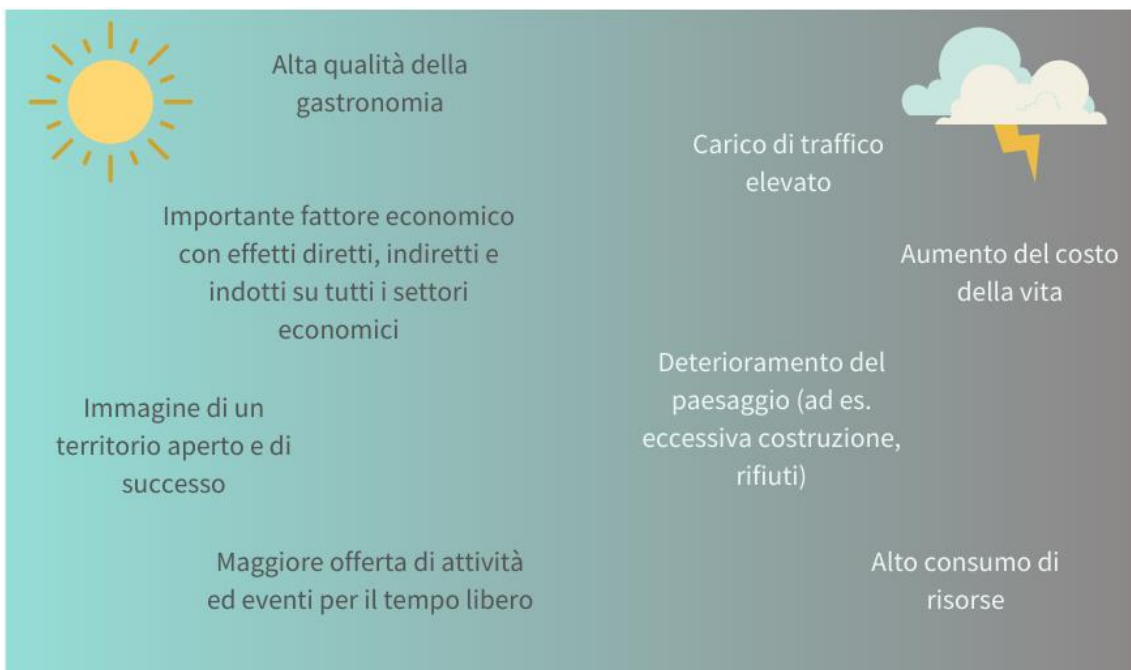 Alta qualità della
gastronomia
Importante fattore economico
con effetti diretti, indiretti e
indotti su tutti i settori
economici
Immagine di un
territorio aperto e di
successo
Maggiore offerta di attività
ed eventi per il tempo libero
Carico di traffico
elevato
Aumento del costo
della vita
Deterioramento del
paesaggio (ad es.
eccessiva costruzione,
rifiuti)
Alto consumo di
risorse